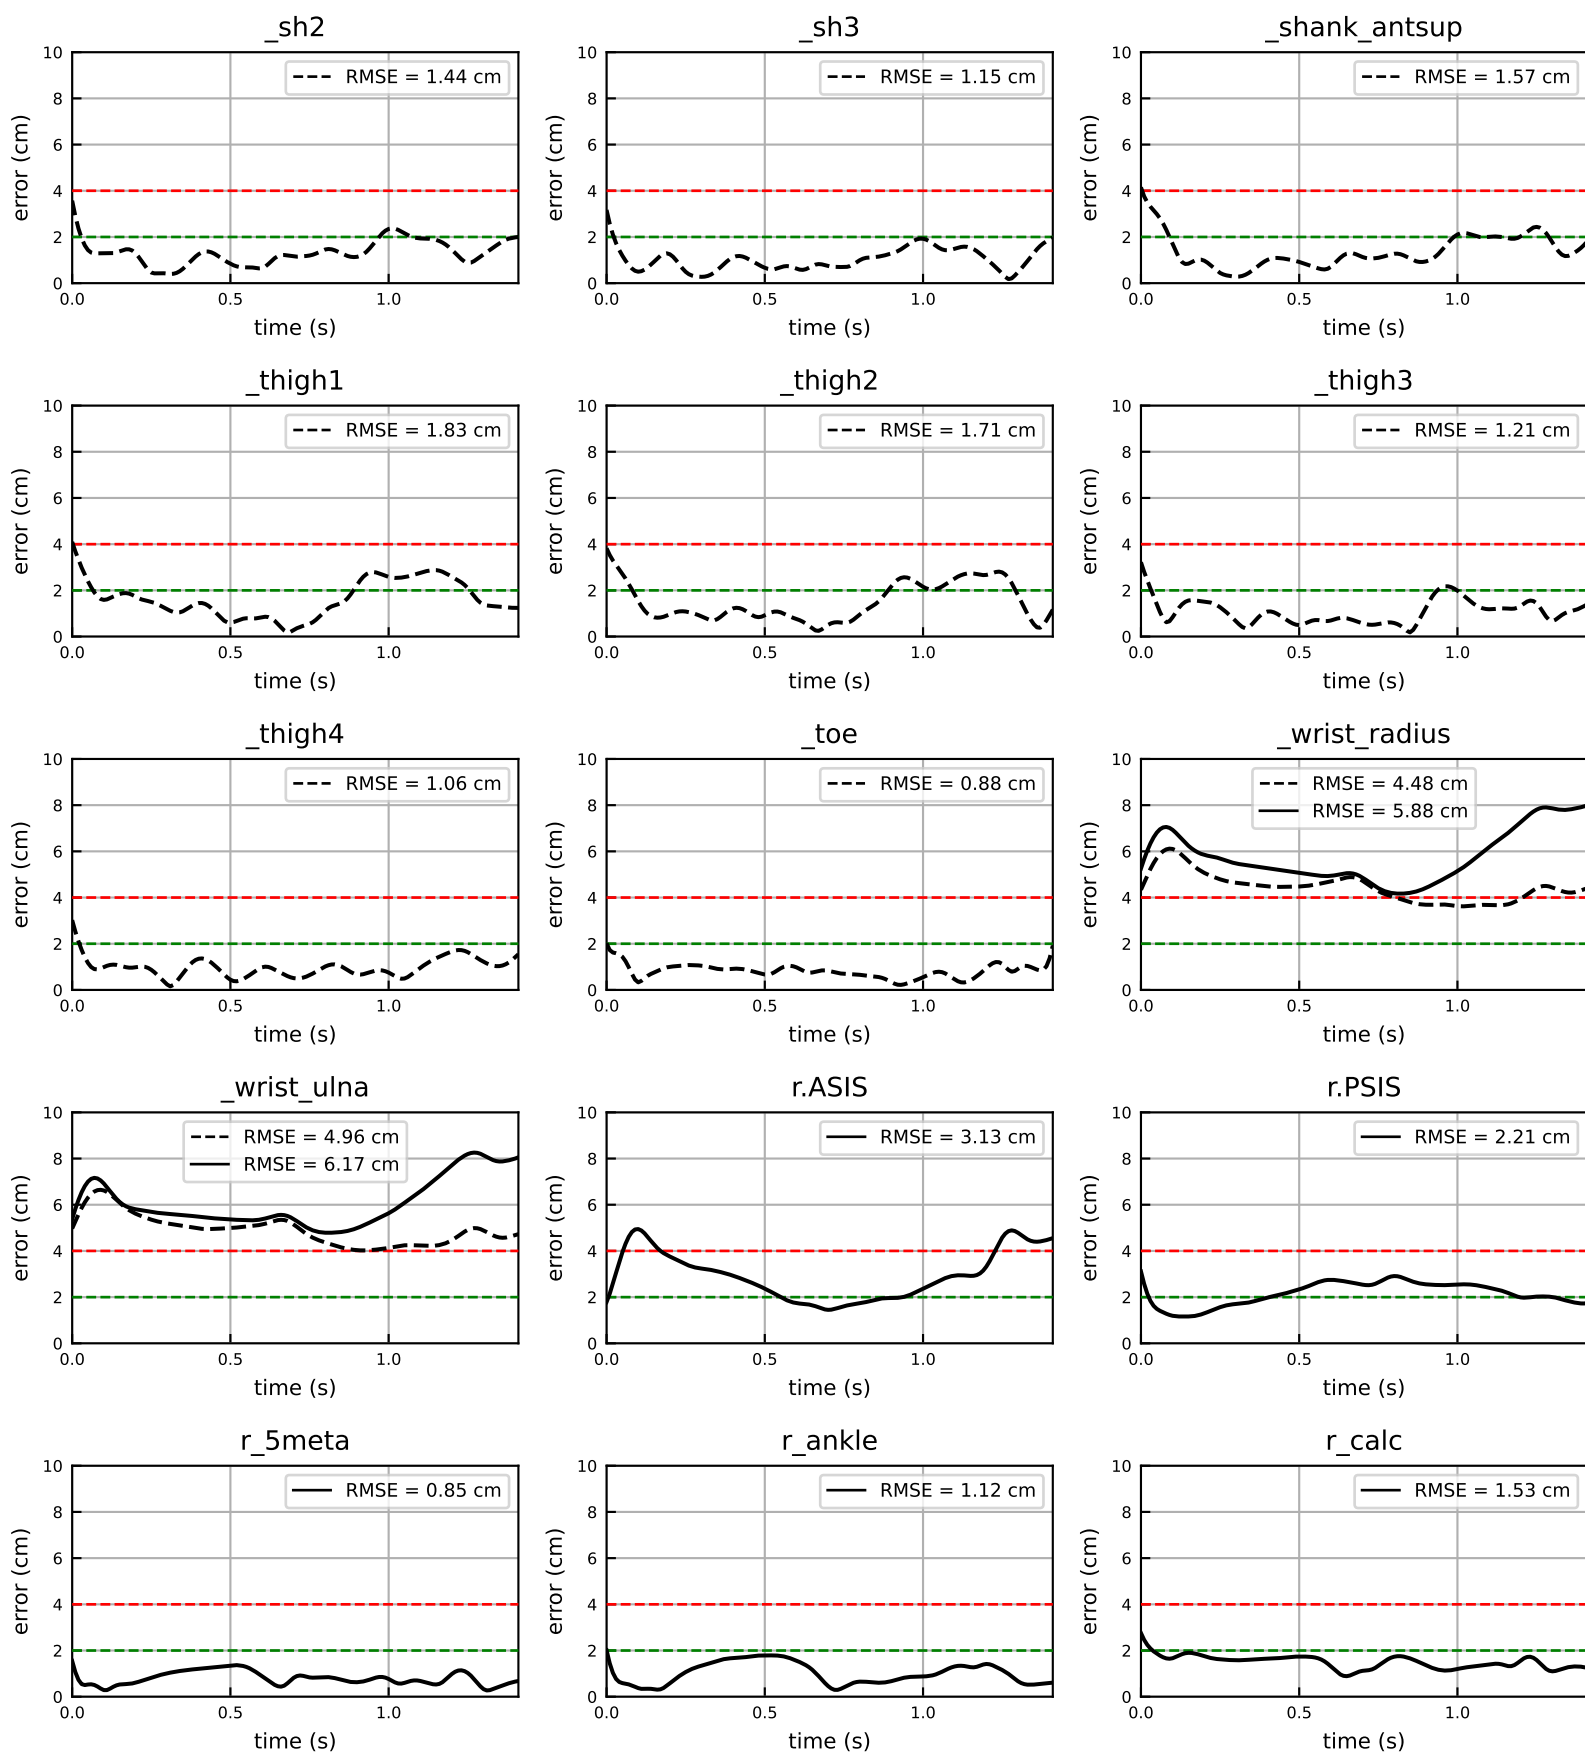 _sh2
_sh3
_shank_antsup
RMSE = 1.44 cm
RMSE = 1.15 cm
RMSE = 1.57 cm
error (cm)
error (cm)
error (cm)
10
8
6
4
2
0
10
8
6
4
2
0
10
8
6
4
2
0
0.0 0.5 1.0
0.0 0.5 1.0
0.0 0.5 1.0
time (s)
time (s)
time (s)
_thigh1
_thigh2
_thigh3
RMSE = 1.83 cm
RMSE = 1.71 cm
RMSE = 1.21 cm
error (cm)
error (cm)
error (cm)
10
8
6
4
2
0
10
8
6
4
2
0
10
8
6
4
2
0
0.0 0.5 1.0
0.0 0.5 1.0
0.0 0.5 1.0
time (s)
time (s)
time (s)
_thigh4
_toe
_wrist_radius
RMSE = 1.06 cm
RMSE = 0.88 cm
RMSE = 4.48 cm
RMSE = 5.88 cm
error (cm)
error (cm)
error (cm)
10
8
6
4
2
0
10
8
6
4
2
0
10
8
6
4
2
0
0.0 0.5 1.0
0.0 0.5 1.0
0.0 0.5 1.0
time (s)
time (s)
time (s)
_wrist_ulna
r.ASIS
r.PSIS
RMSE = 4.96 cm
RMSE = 6.17 cm
RMSE = 3.13 cm
RMSE = 2.21 cm
error (cm)
error (cm)
error (cm)
10
8
6
4
2
0
10
8
6
4
2
0
10
8
6
4
2
0
0.0 0.5 1.0
0.0 0.5 1.0
0.0 0.5 1.0
time (s)
time (s)
time (s)
r_5meta
r_ankle
r_calc
RMSE = 0.85 cm
RMSE = 1.12 cm
RMSE = 1.53 cm
error (cm)
error (cm)
error (cm)
10
8
6
4
2
0
10
8
6
4
2
0
10
8
6
4
2
0
0.0 0.5 1.0
0.0 0.5 1.0
0.0 0.5 1.0
time (s)
time (s)
time (s)